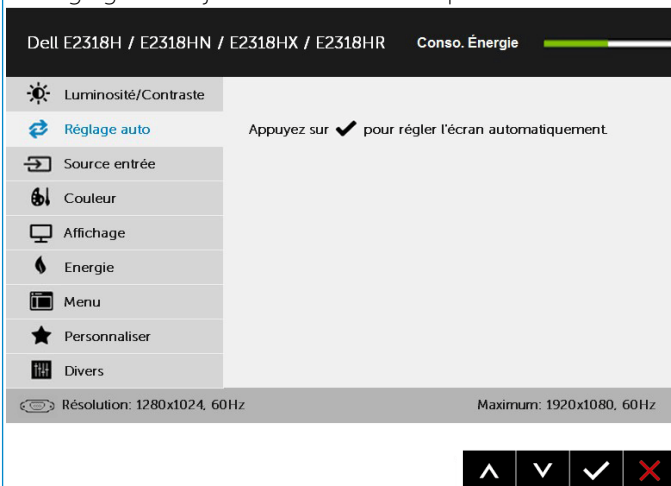 Dell E2318H / E2318HN / E2318HX / E2318HR Conso. Énergie
Luminosité/Contraste
Réglage auto
Appuyez sur ✔ pour régler l'écran automatiquement.
Source entrée
Couleur
Affichage
Energie
Menu
Personnaliser
Divers
Résolution: 1280x1024, 60Hz Maximum: 1920x1080, 60Hz